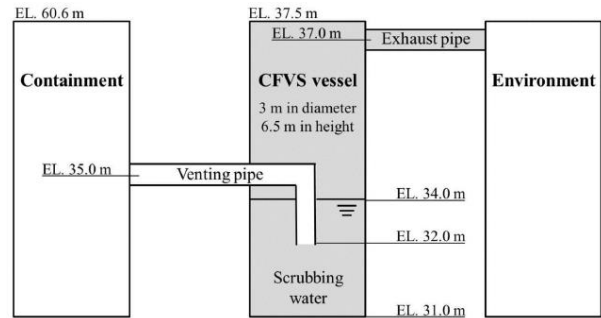 EL. 60.6 m
EL. 37.5 m
EL. 37.0 m
Exhaust pipe
Containment
CFVS vessel
Environment
3 m in diameter
6.5 m in height
EL. 35.0 m
Venting pipe
EL. 34.0 m
EL. 32.0 m
Scrubbing
water
EL. 31.0 m